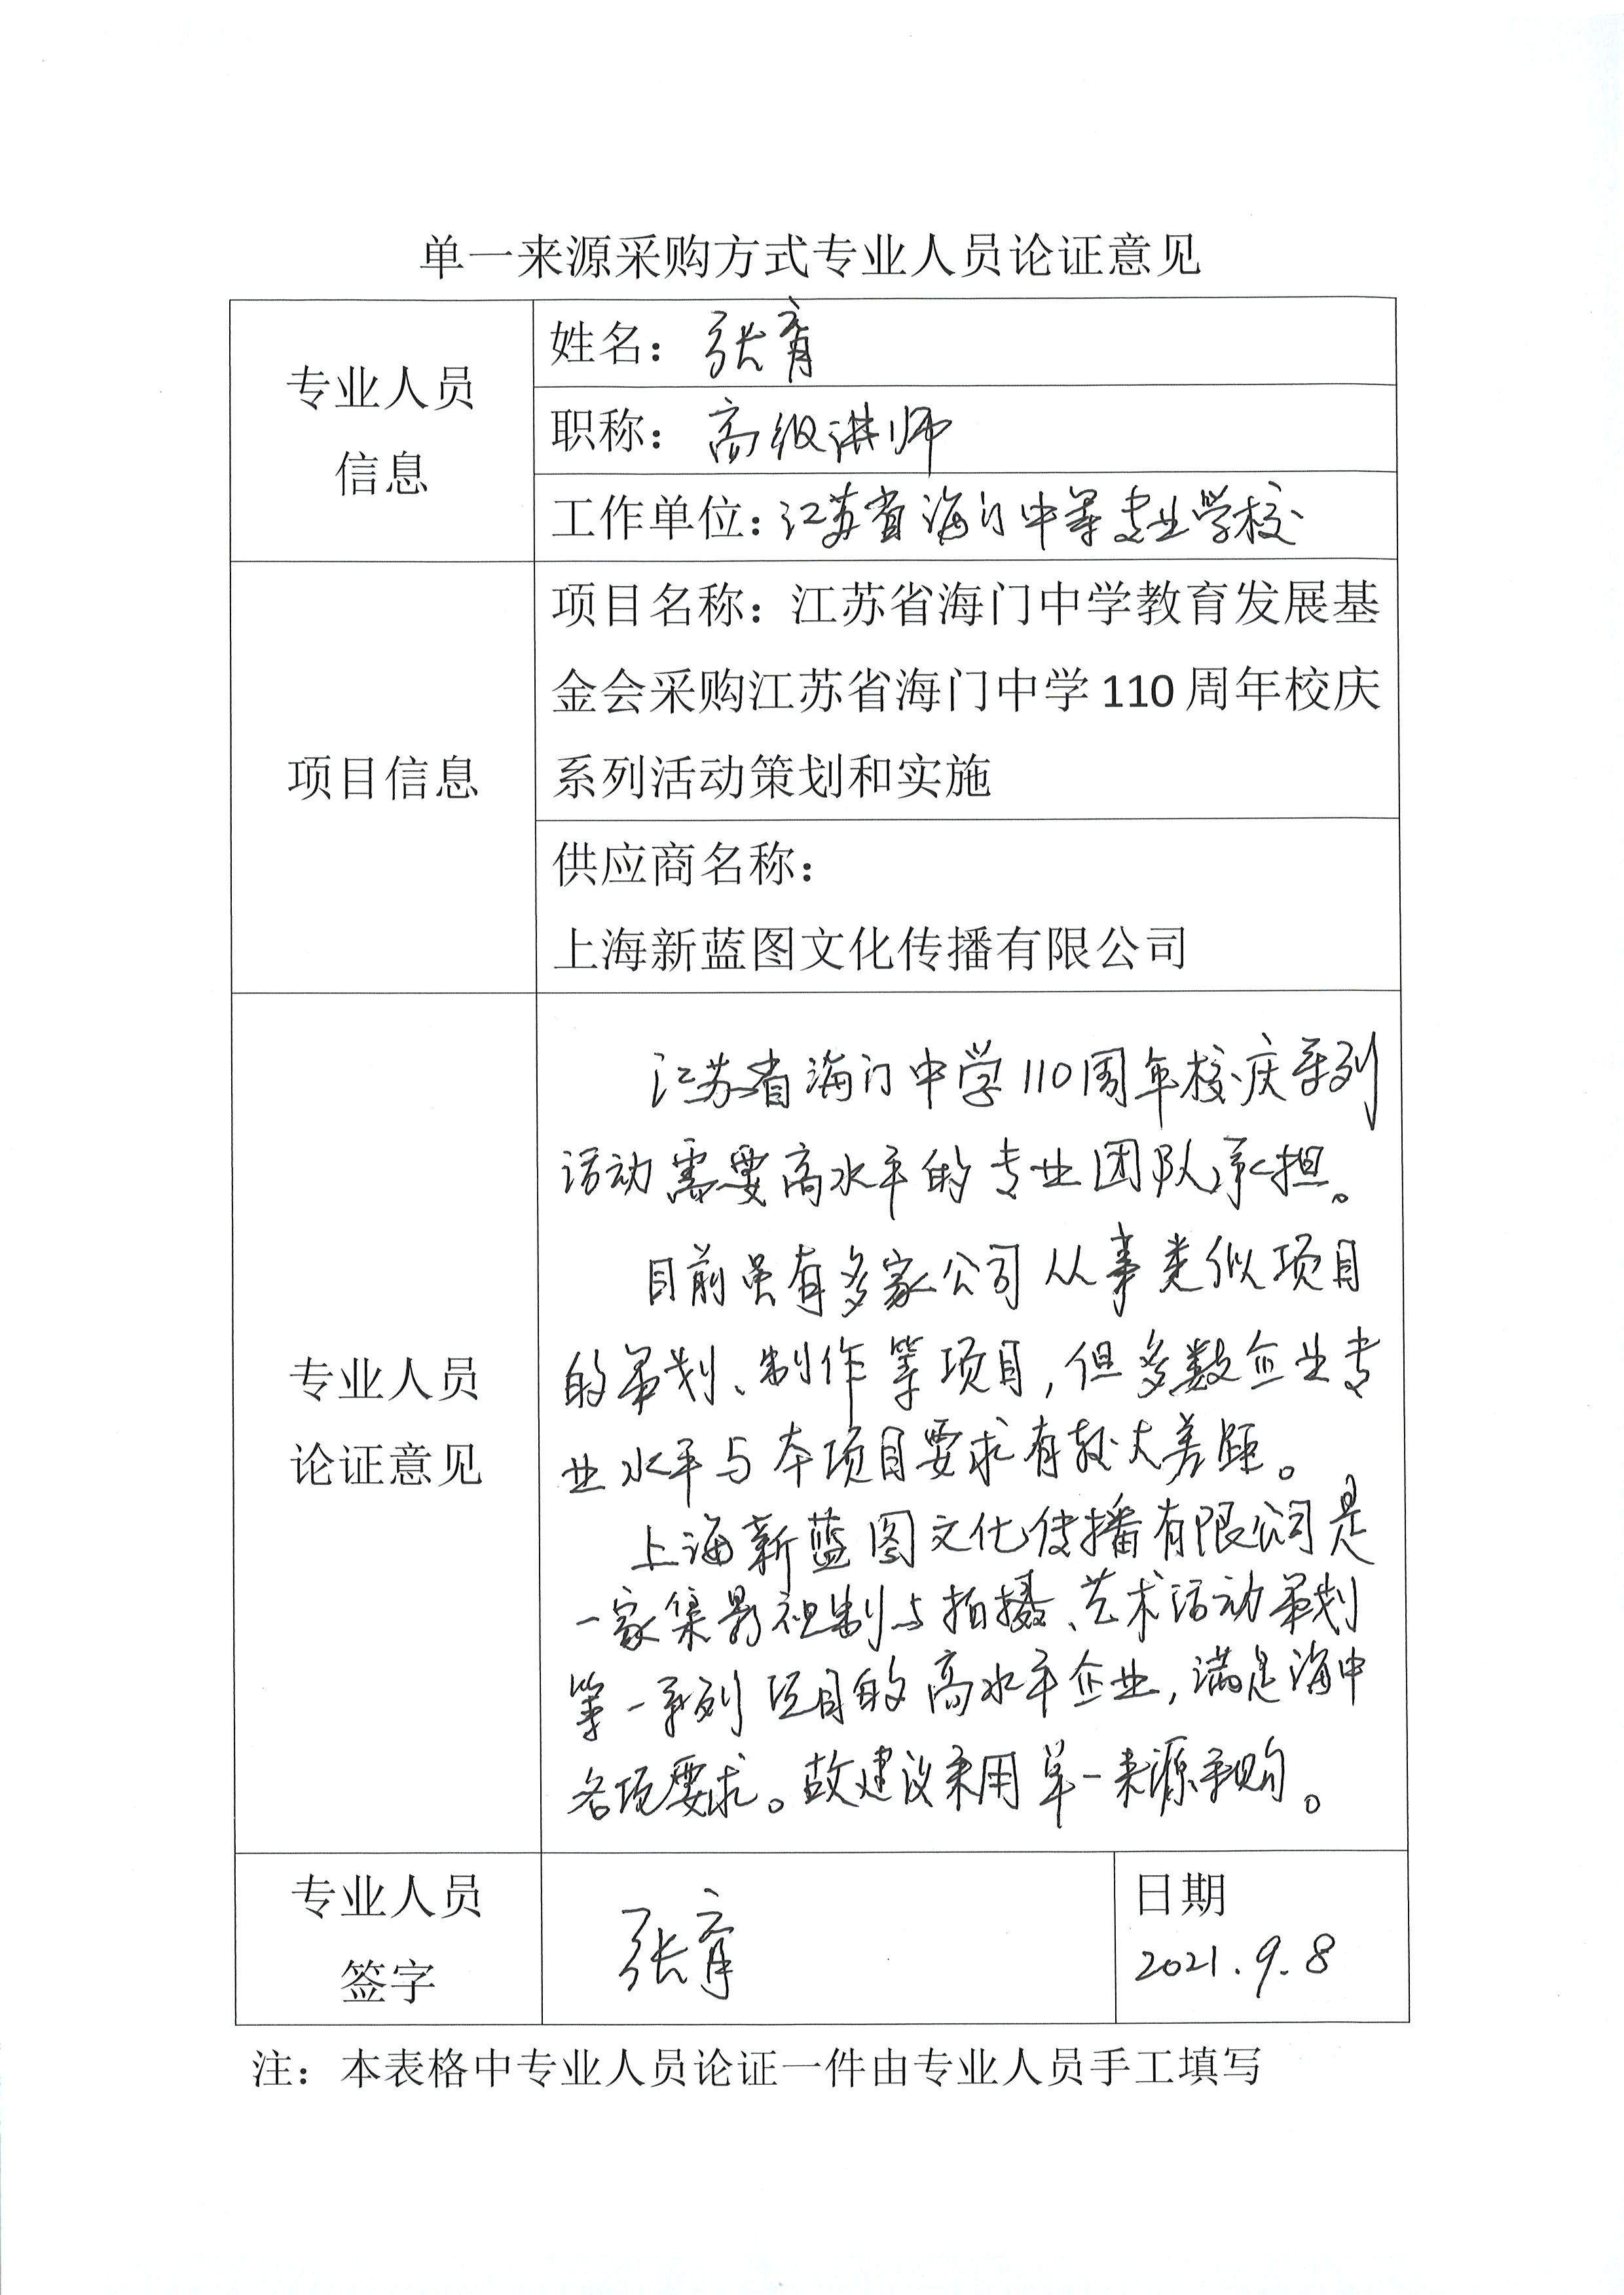 单一来源采购方式专业人员论证意见
专业人员
信息
姓名：张育
职称：高级讲师
工作单位：江苏省海门中等专业学校
项目信息
项目名称：江苏省海门中学教育发展基
金会采购江苏省海门中学110周年校庆
系列活动策划和实施
供应商名称：
上海新蓝图文化传播有限公司
专业人员
论证意见
江苏省海门中学110周年校庆系列
活动需要高水平的专业团队承担。
目前虽有多家公司从事类似项目
的策划、制作等项目，但多数企业专
业水平与本项目要求有较大差距。
上海新蓝图文化传播有限公司是
一家集影视制与拍摄、艺术活动策划
等一系列项目的高水平企业，满足海中
各项要求。故建议采用单一来源采购。
专业人员
签字
张育
日期
2021.9.8
注：本表格中专业人员论证一件由专业人员手工填写